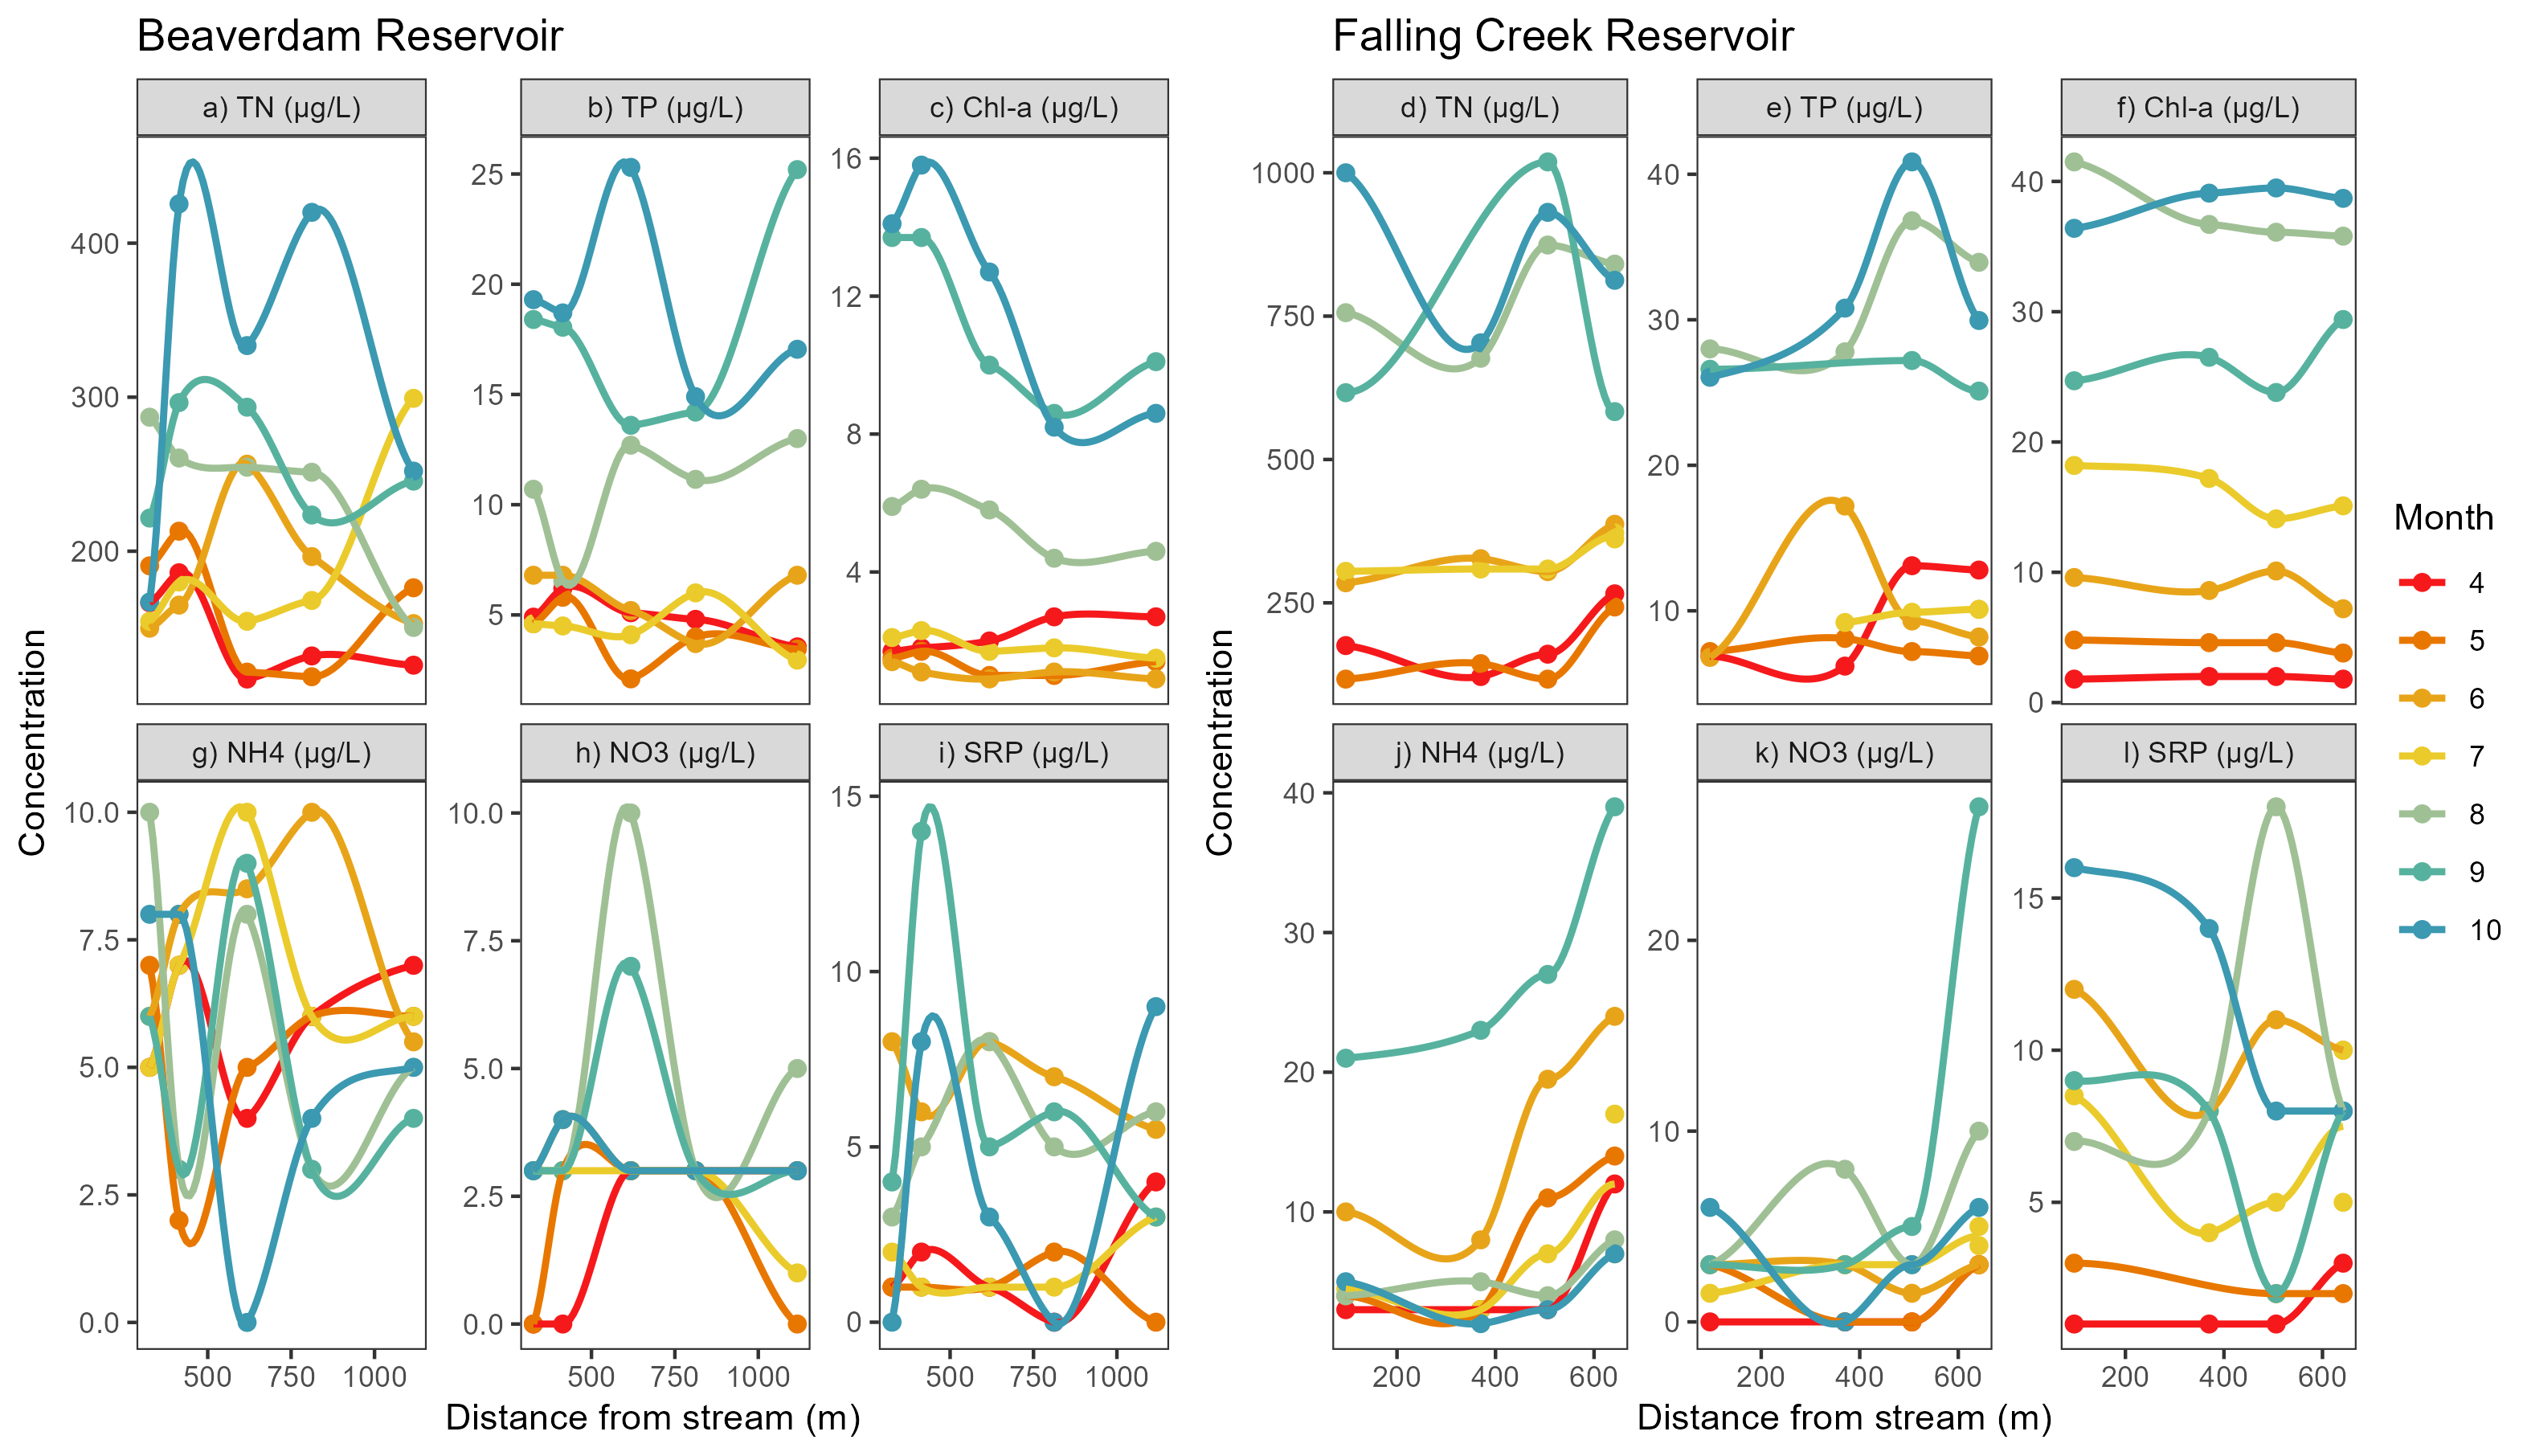 Beaverdam Reservoir
Falling Creek Reservoir
a) TN (µg/L)
b) TP (µg/L)
c) Chl-a (µg/L)
d) TN (µg/L)
e) TP (µg/L)
f) Chl-a (µg/L)
400
300
200
25
20
15
10
5
16
12
8
4
1000
750
500
250
40
30
20
10
40
30
20
10
0
g) NH4 (µg/L)
h) NO3 (µg/L)
i) SRP (µg/L)
j) NH4 (µg/L)
k) NO3 (µg/L)
l) SRP (µg/L)
10.0
7.5
5.0
2.5
0.0
10.0
7.5
5.0
2.5
0.0
15
10
5
0
40
30
20
10
20
10
0
15
10
5
500 750 1000
500 750 1000
500 750 1000
200 400 600
200 400 600
200 400 600
Concentration
Concentration
Distance from stream (m)
Distance from stream (m)
Month
4
5
6
7
8
9
10